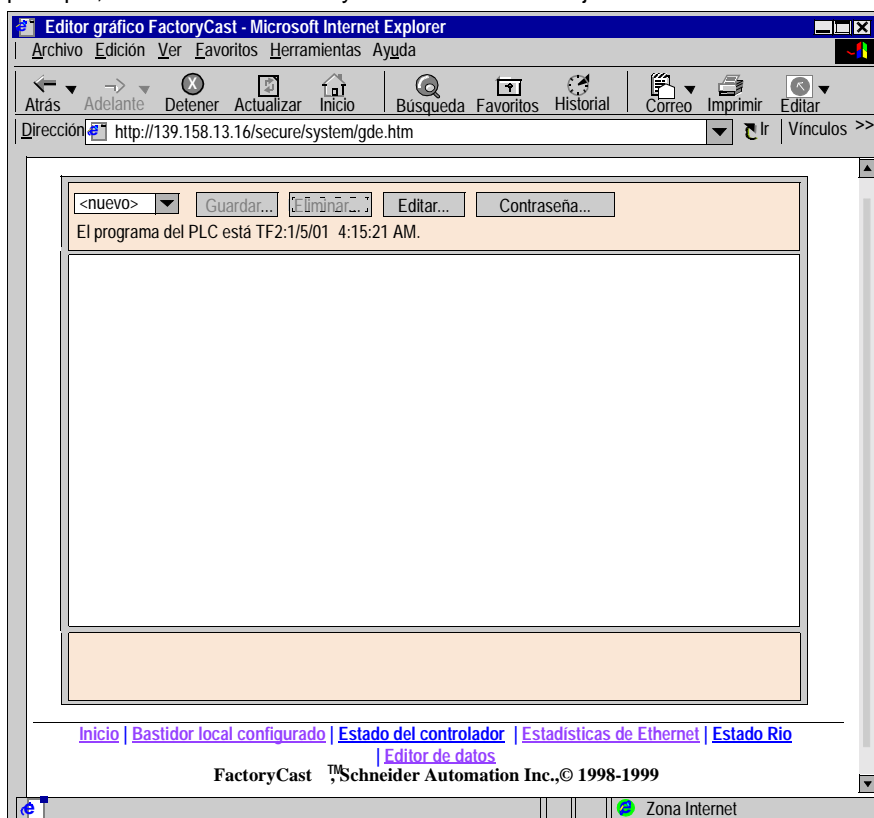 Editor gráfico FactoryCast - Microsoft Internet Explorer
Archivo Edición Ver Favoritos Herramientas Ayuda
Atrás Adelante Detener Actualizar Inicio Búsqueda Favoritos Historial Correo Imprimir Editar
Dirección http://139.158.13.16/secure/system/gde.htm Ir Vínculos >>
<nuevo> Guardar... Eliminar... Editar... Contraseña...
El programa del PLC está TF2:1/5/01 4:15:21 AM.
Inicio | Bastidor local configurado | Estado del controlador | Estadísticas de Ethernet | Estado Rio
| Editor de datos
FactoryCast ™,Schneider Automation Inc.,© 1998-1999
Zona Internet